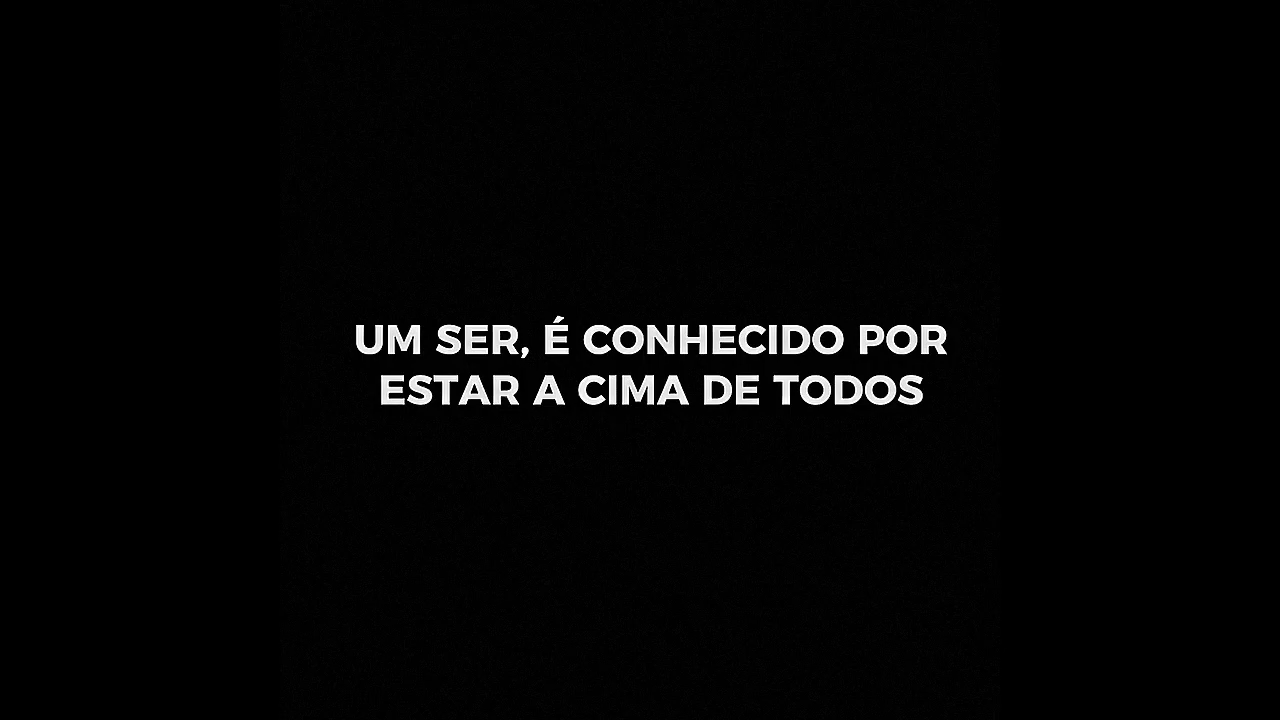 UM SER, É CONHECIDO POR
ESTAR A CIMA DE TODOS